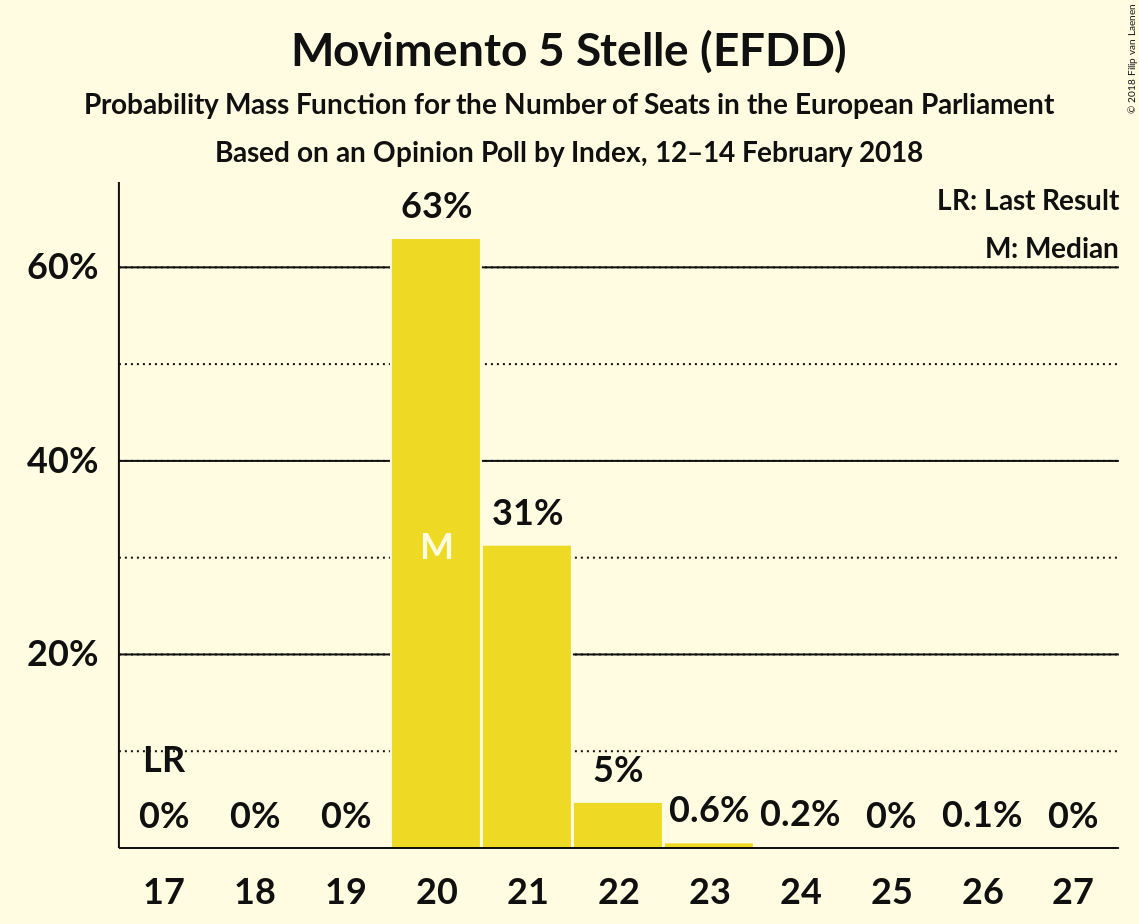 Movimento 5 Stelle (EFDD)
Probability Mass Function for the Number of Seats in the European Parliament
Based on an Opinion Poll by Index, 12–14 February 2018
© 2018 Filip van Laenen
LR: Last Result
M: Median
63%
60%
40%
31%
M
20%
LR
5%
0% 0% 0% 0.6% 0.2% 0% 0.1% 0%
17 18 19 20 21 22 23 24 25 26 27